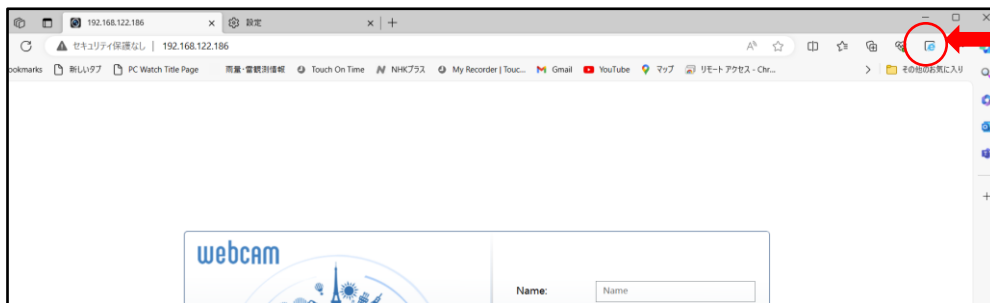 192.168.122.186 設定
セキュリティ保護なし | 192.168.122.186
ookmarks 新しいタブ PC Watch Title Page 雨量・雷観測情報 Touch On Time NHKプラス My Recorder | Touc... Gmail YouTube マップ リモート アクセス - Chr... その他のお気に入り
webcam
Name: Name